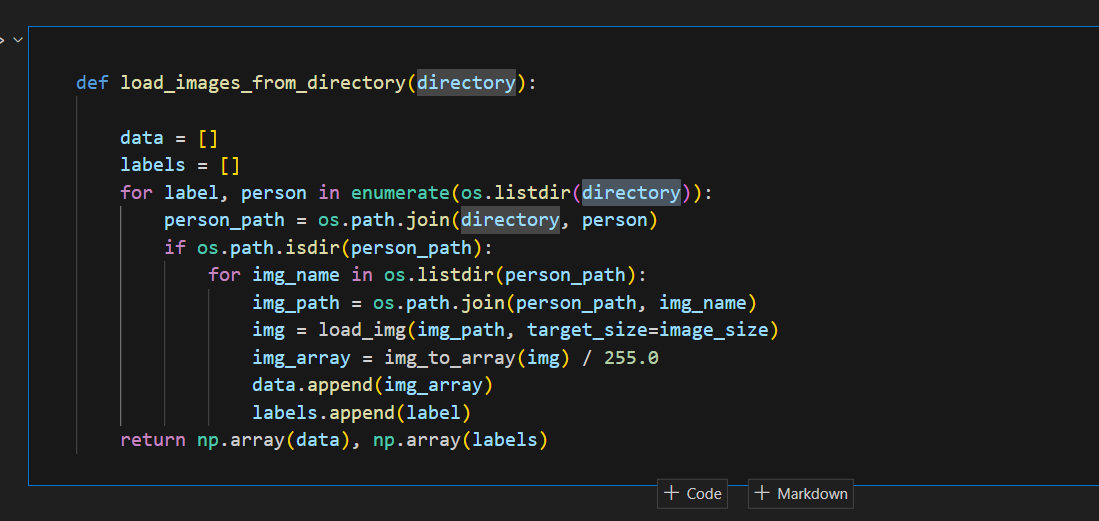 def load_images_from_directory(directory):
data = []
labels = []
for label, person in enumerate(os.listdir(directory)):
person_path = os.path.join(directory, person)
if os.path.isdir(person_path):
for img_name in os.listdir(person_path):
img_path = os.path.join(person_path, img_name)
img = load_img(img_path, target_size=image_size)
img_array = img_to_array(img) / 255.0
data.append(img_array)
labels.append(label)
return np.array(data), np.array(labels)
+ Code + Markdown